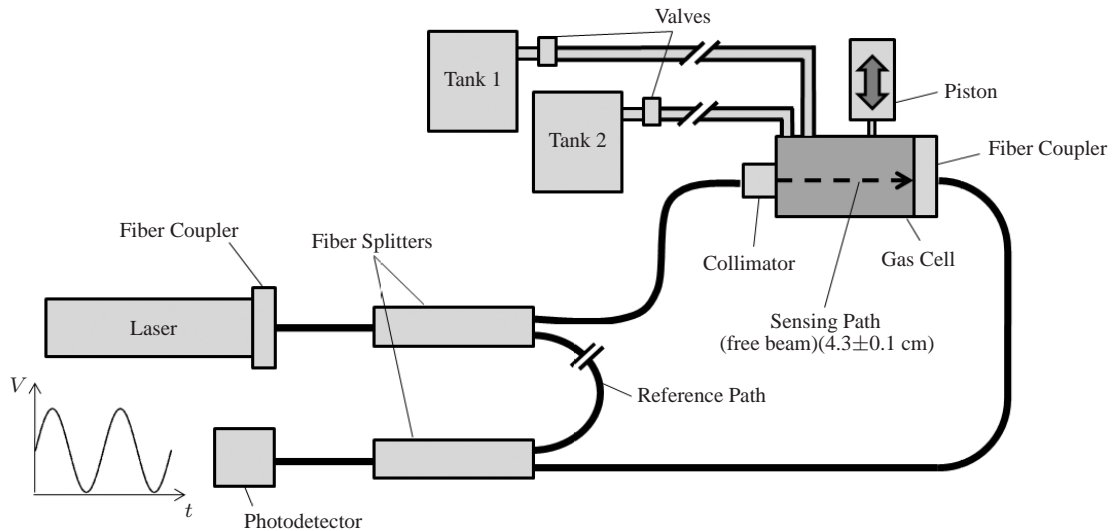 Valves
Tank 1
Piston
Tank 2
Fiber Coupler
Fiber Coupler
Fiber Splitters
Collimator
Gas Cell
Laser
Sensing Path
(free beam)(4.3±0.1 cm)
Reference Path
V
t
Photodetector